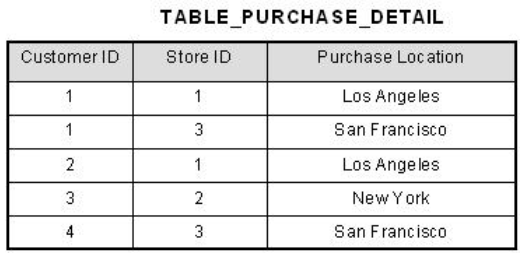 TABLE_PURCHASE_DETAIL
Customer ID Store ID Purchase Location
1 1 Los Angeles
1 3 San Francisco
2 1 Los Angeles
3 2 New York
4 3 San Francisco